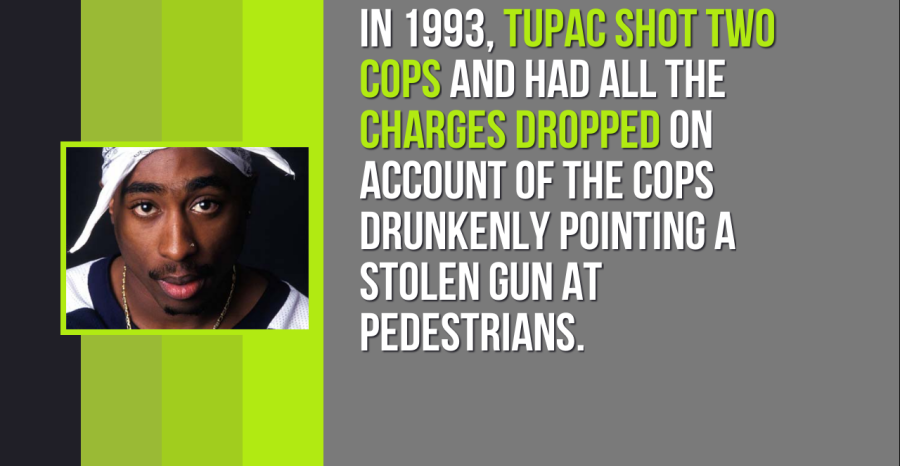 IN 1993, TUPAC SHOT TWO
COPS AND HAD ALL THE
CHARGES DROPPED ON
ACCOUNT OF THE COPS
DRUNKENLY POINTING A
STOLEN GUN AT
PEDESTRIANS.